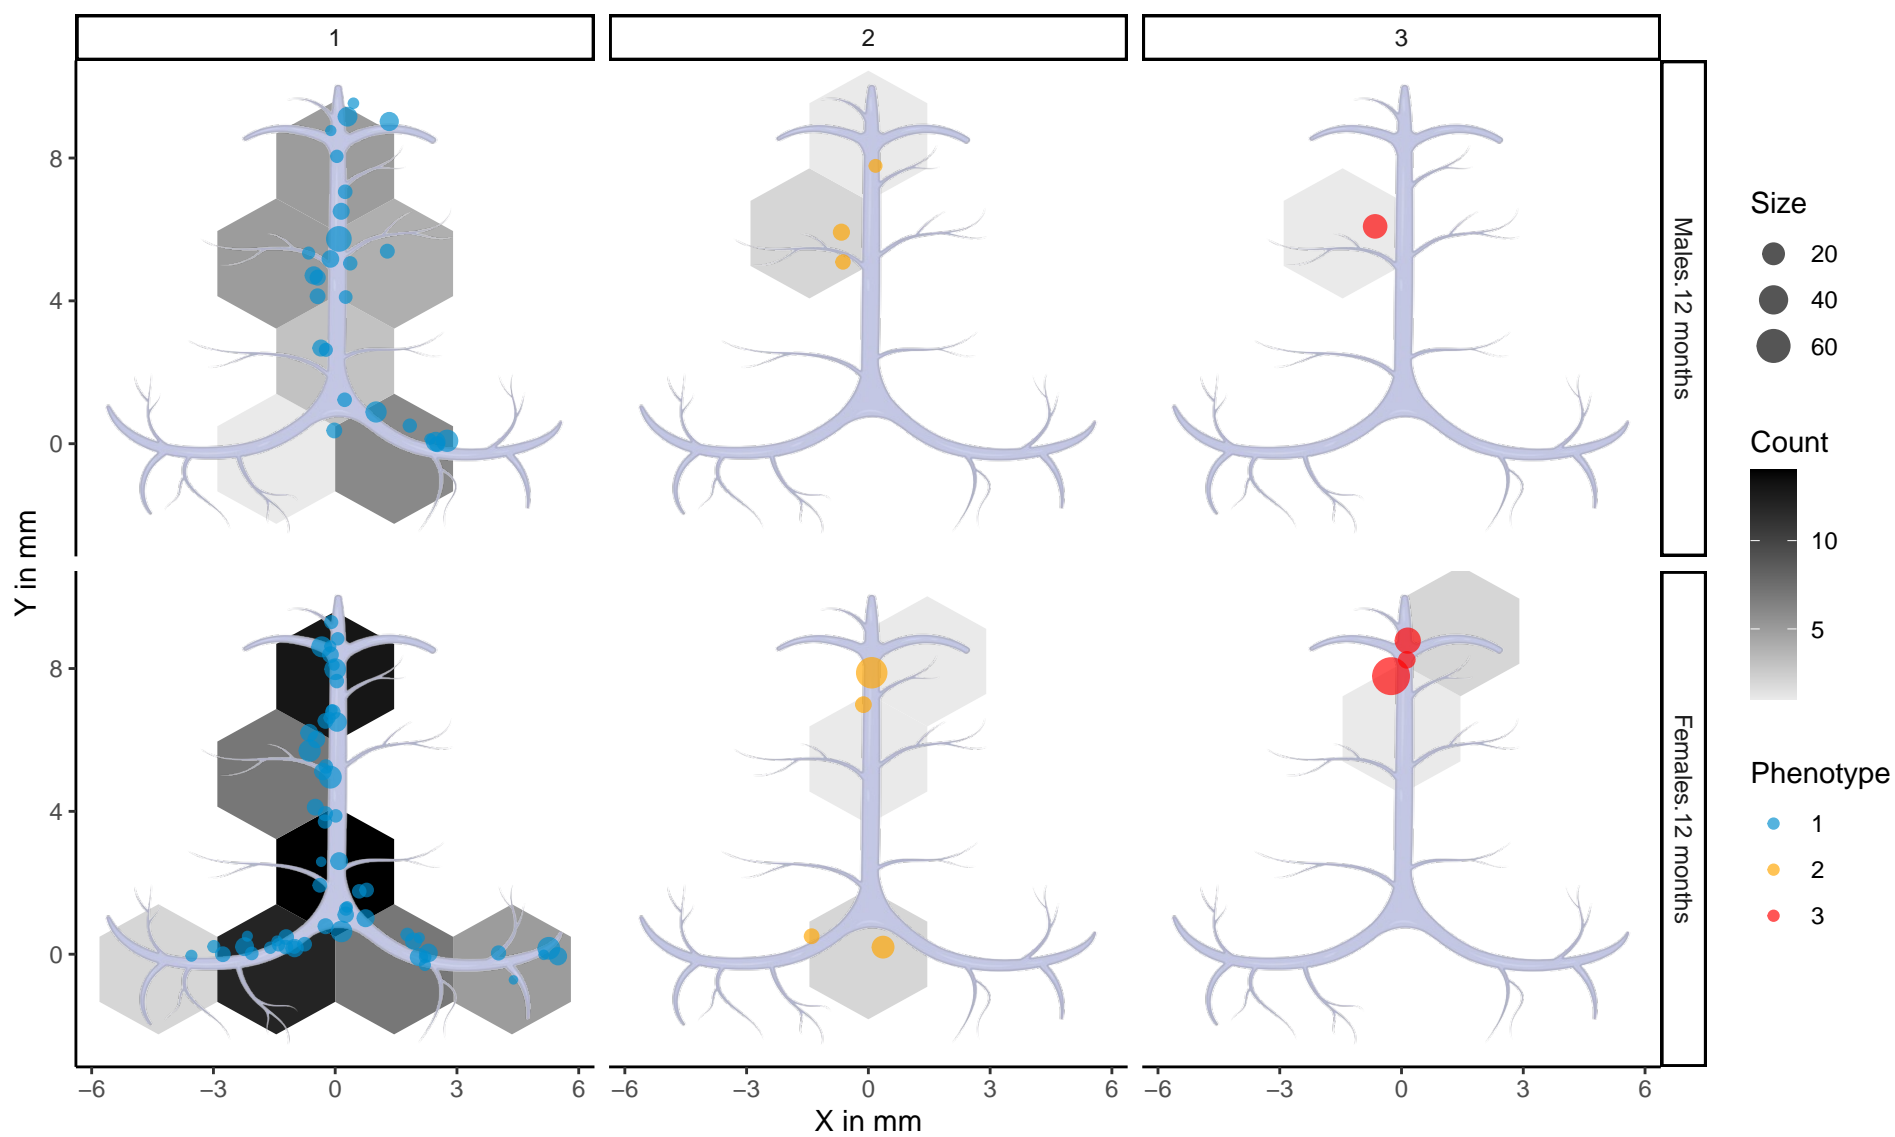 1 2 3
Size
20
40
60
Count
10
5
Phenotype
1
2
3
Males.12 months
Females.12 months
Y in mm
8
4
0
8
4
0
−6 −3 0 3 6 −6 −3 0 3 6 −6 −3 0 3 6
X in mm